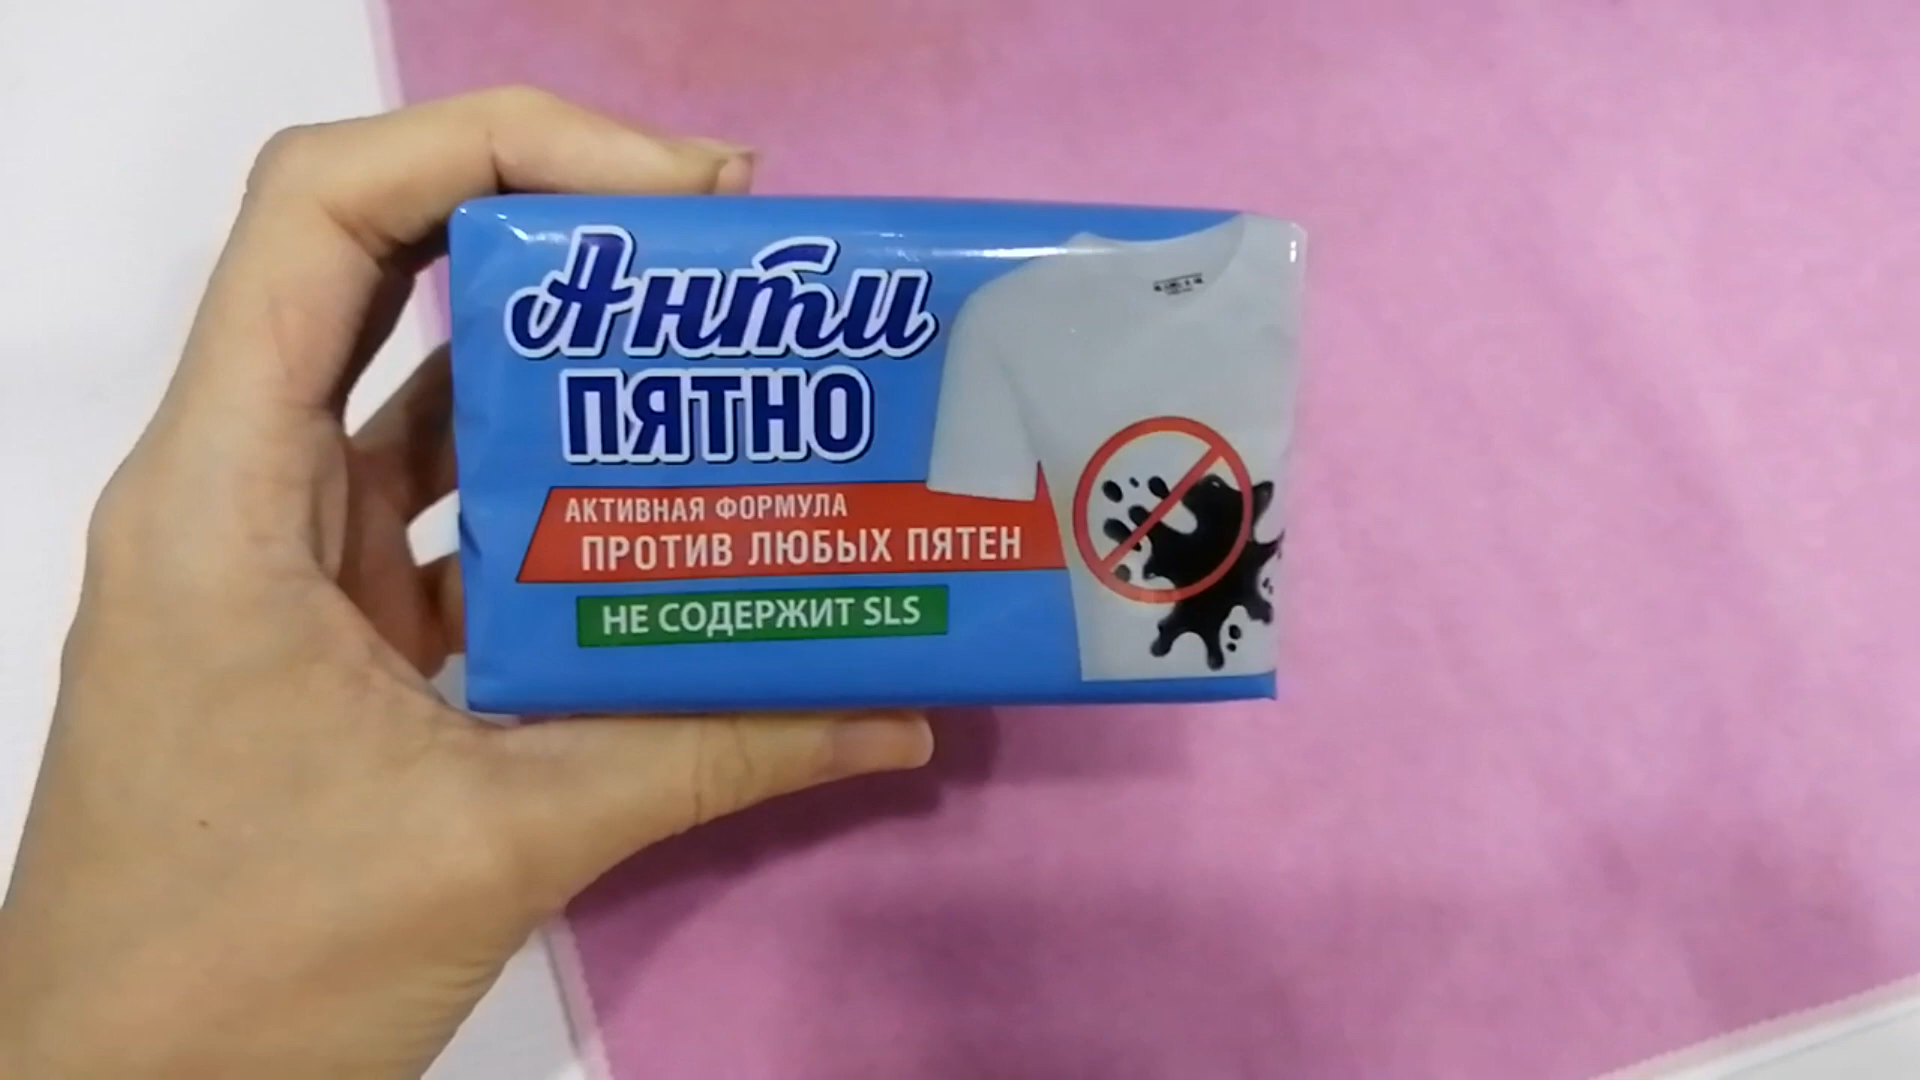 Анти
ПЯТНО
АКТИВНАЯ ФОРМУЛА
ПРОТИВ ЛЮБЫХ ПЯТЕН
НЕ СОДЕРЖИТ SLS